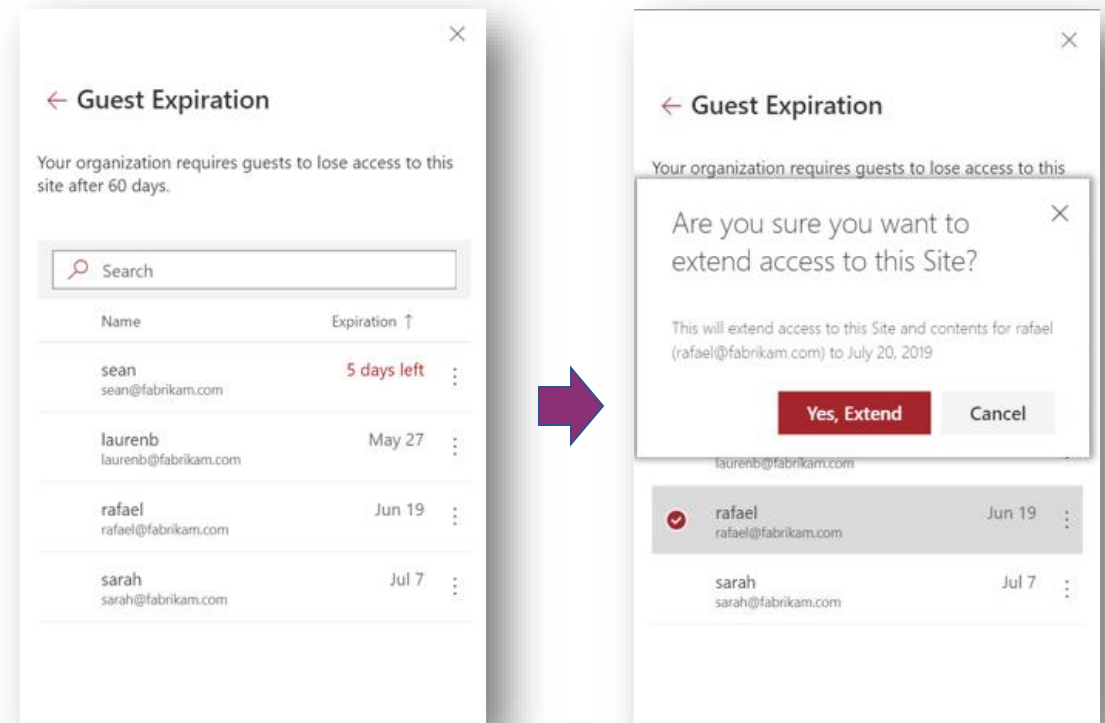 Guest Expiration
Your organization requires guests to lose access to this
site after 60 days.
Search
Name Expiration ↑
sean 5 days left
sean@fabrikam.com
laurenb May 27
laurenb@fabrikam.com
rafael Jun 19
rafael@fabrikam.com
sarah Jul 7
sarah@fabrikam.com
Guest Expiration
Your organization requires guests to lose access to this
Are you sure you want to
extend access to this Site?
This will extend access to this Site and contents for rafael
(rafael@fabrikam.com) to July 20, 2019
Yes, Extend Cancel
laurenb@fabrikam.com
rafael Jun 19
rafael@fabrikam.com
sarah Jul 7
sarah@fabrikam.com